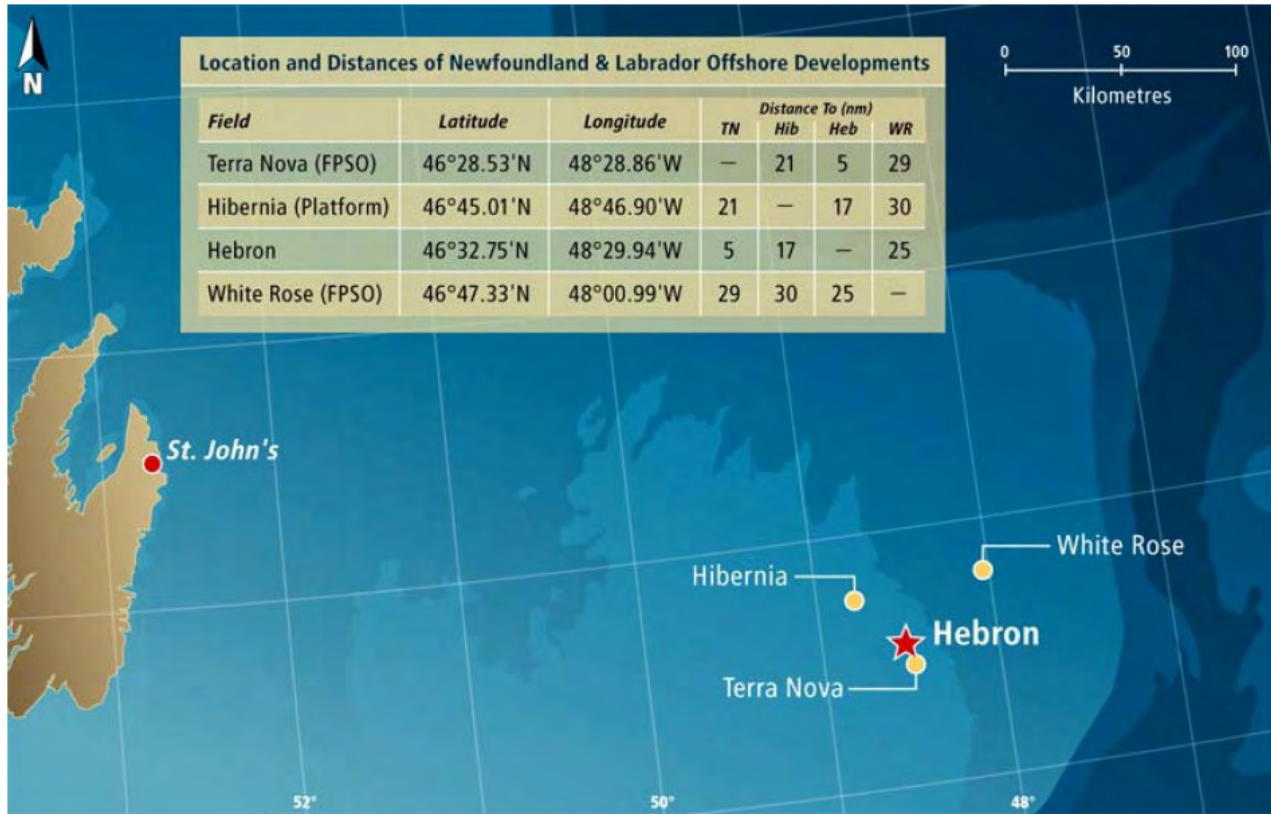 N
Location and Distances of Newfoundland & Labrador Offshore Developments
Field Latitude Longitude Distance To (nm)
TN Hib Heb WR
Terra Nova (FPSO) 46°28.53'N 48°28.86'W – 21 5 29
Hibernia (Platform) 46°45.01'N 48°46.90'W 21 – 17 30
Hebron 46°32.75'N 48°29.94'W 5 17 – 25
White Rose (FPSO) 46°47.33'N 48°00.99'W 29 30 25 –
0 50 100
Kilometres
St. John's
White Rose
Hibernia
Hebron
Terra Nova
52° 50° 48°